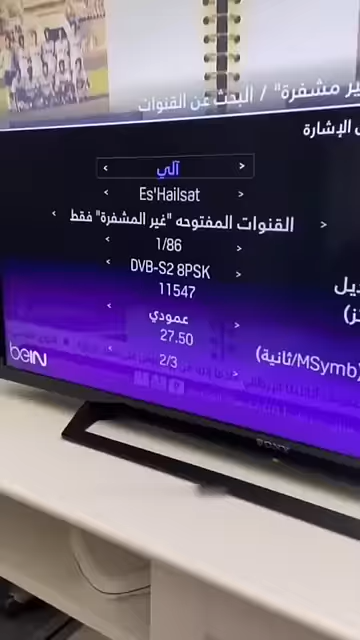 غير مشفرة" / البحث عن القنوات
الإشارة
آلي
Es'Hailsat
القنوات المفتوحه "غير المشفرة" فقط
1/86
DVB-S2 8PSK
11547
عمودي
27.50
(MSymb/ثانية)
2/3
beIN
SONY